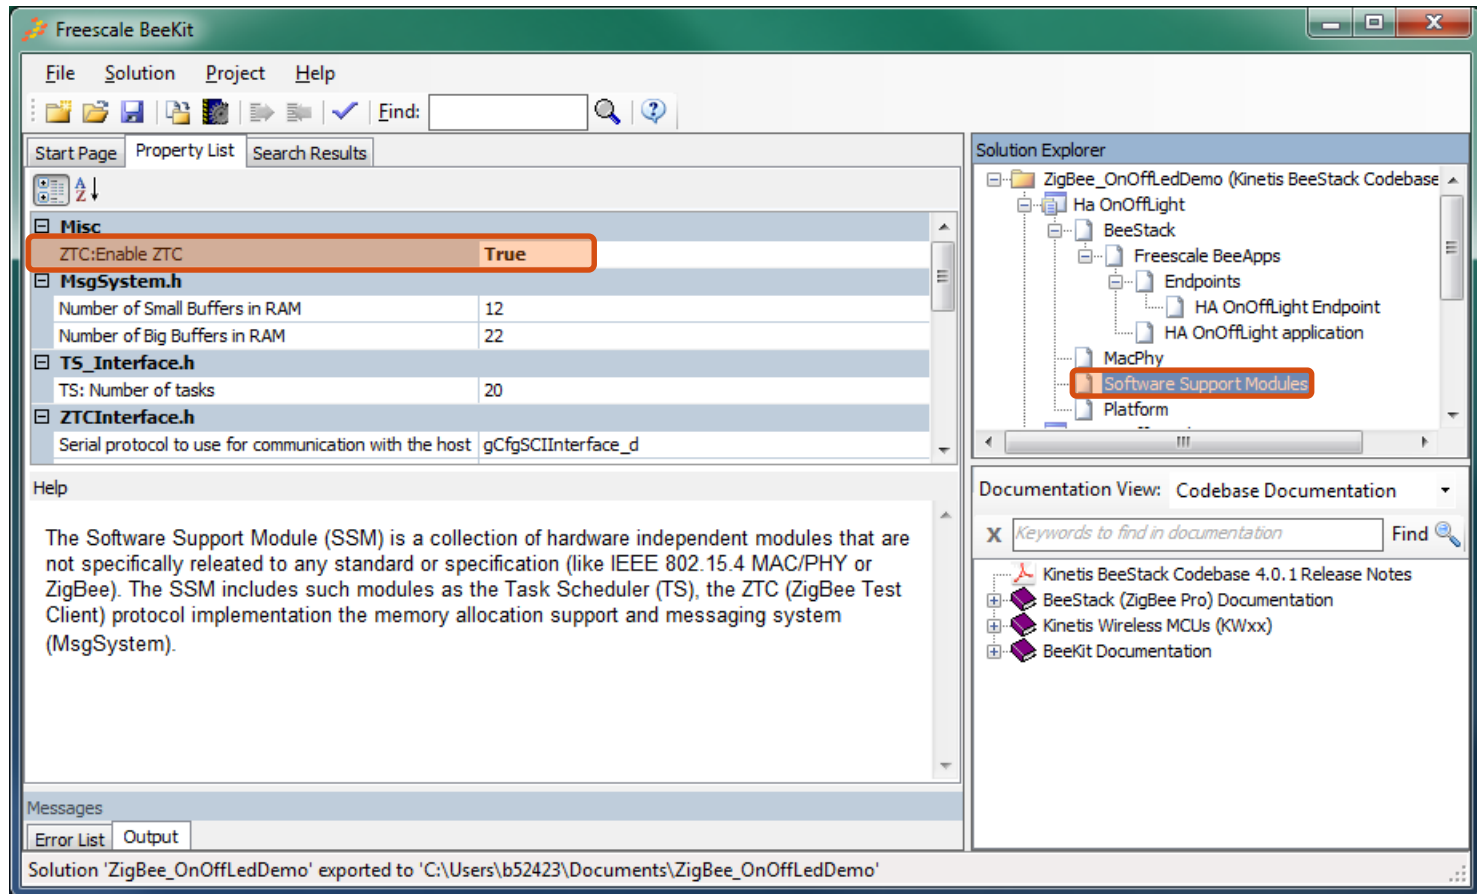 Freescale BeeKit
File Solution Project Help
Find:
Start Page Property List Search Results
Misc
ZTC:Enable ZTC True
MsgSystem.h
Number of Small Buffers in RAM 12
Number of Big Buffers in RAM 22
TS_Interface.h
TS: Number of tasks 20
ZTCInterface.h
Serial protocol to use for communication with the host gCfgSCIInterface_d
Help
The Software Support Module (SSM) is a collection of hardware independent modules that are
not specifically releated to any standard or specification (like IEEE 802.15.4 MAC/PHY or
ZigBee). The SSM includes such modules as the Task Scheduler (TS), the ZTC (ZigBee Test
Client) protocol implementation the memory allocation support and messaging system
(MsgSystem).
Messages
Error List Output
Solution 'ZigBee_OnOffLedDemo' exported to 'C:\Users\b52423\Documents\ZigBee_OnOffLedDemo'
Solution Explorer
ZigBee_OnOffLedDemo (Kinetis BeeStack Codebase
Ha OnOffLight
BeeStack
Freescale BeeApps
Endpoints
HA OnOffLight Endpoint
HA OnOffLight application
MacPhy
Software Support Modules
Platform
Documentation View: Codebase Documentation
X Keywords to find in documentation Find
Kinetis BeeStack Codebase 4.0.1 Release Notes
BeeStack (ZigBee Pro) Documentation
Kinetis Wireless MCUs (KWxx)
BeeKit Documentation